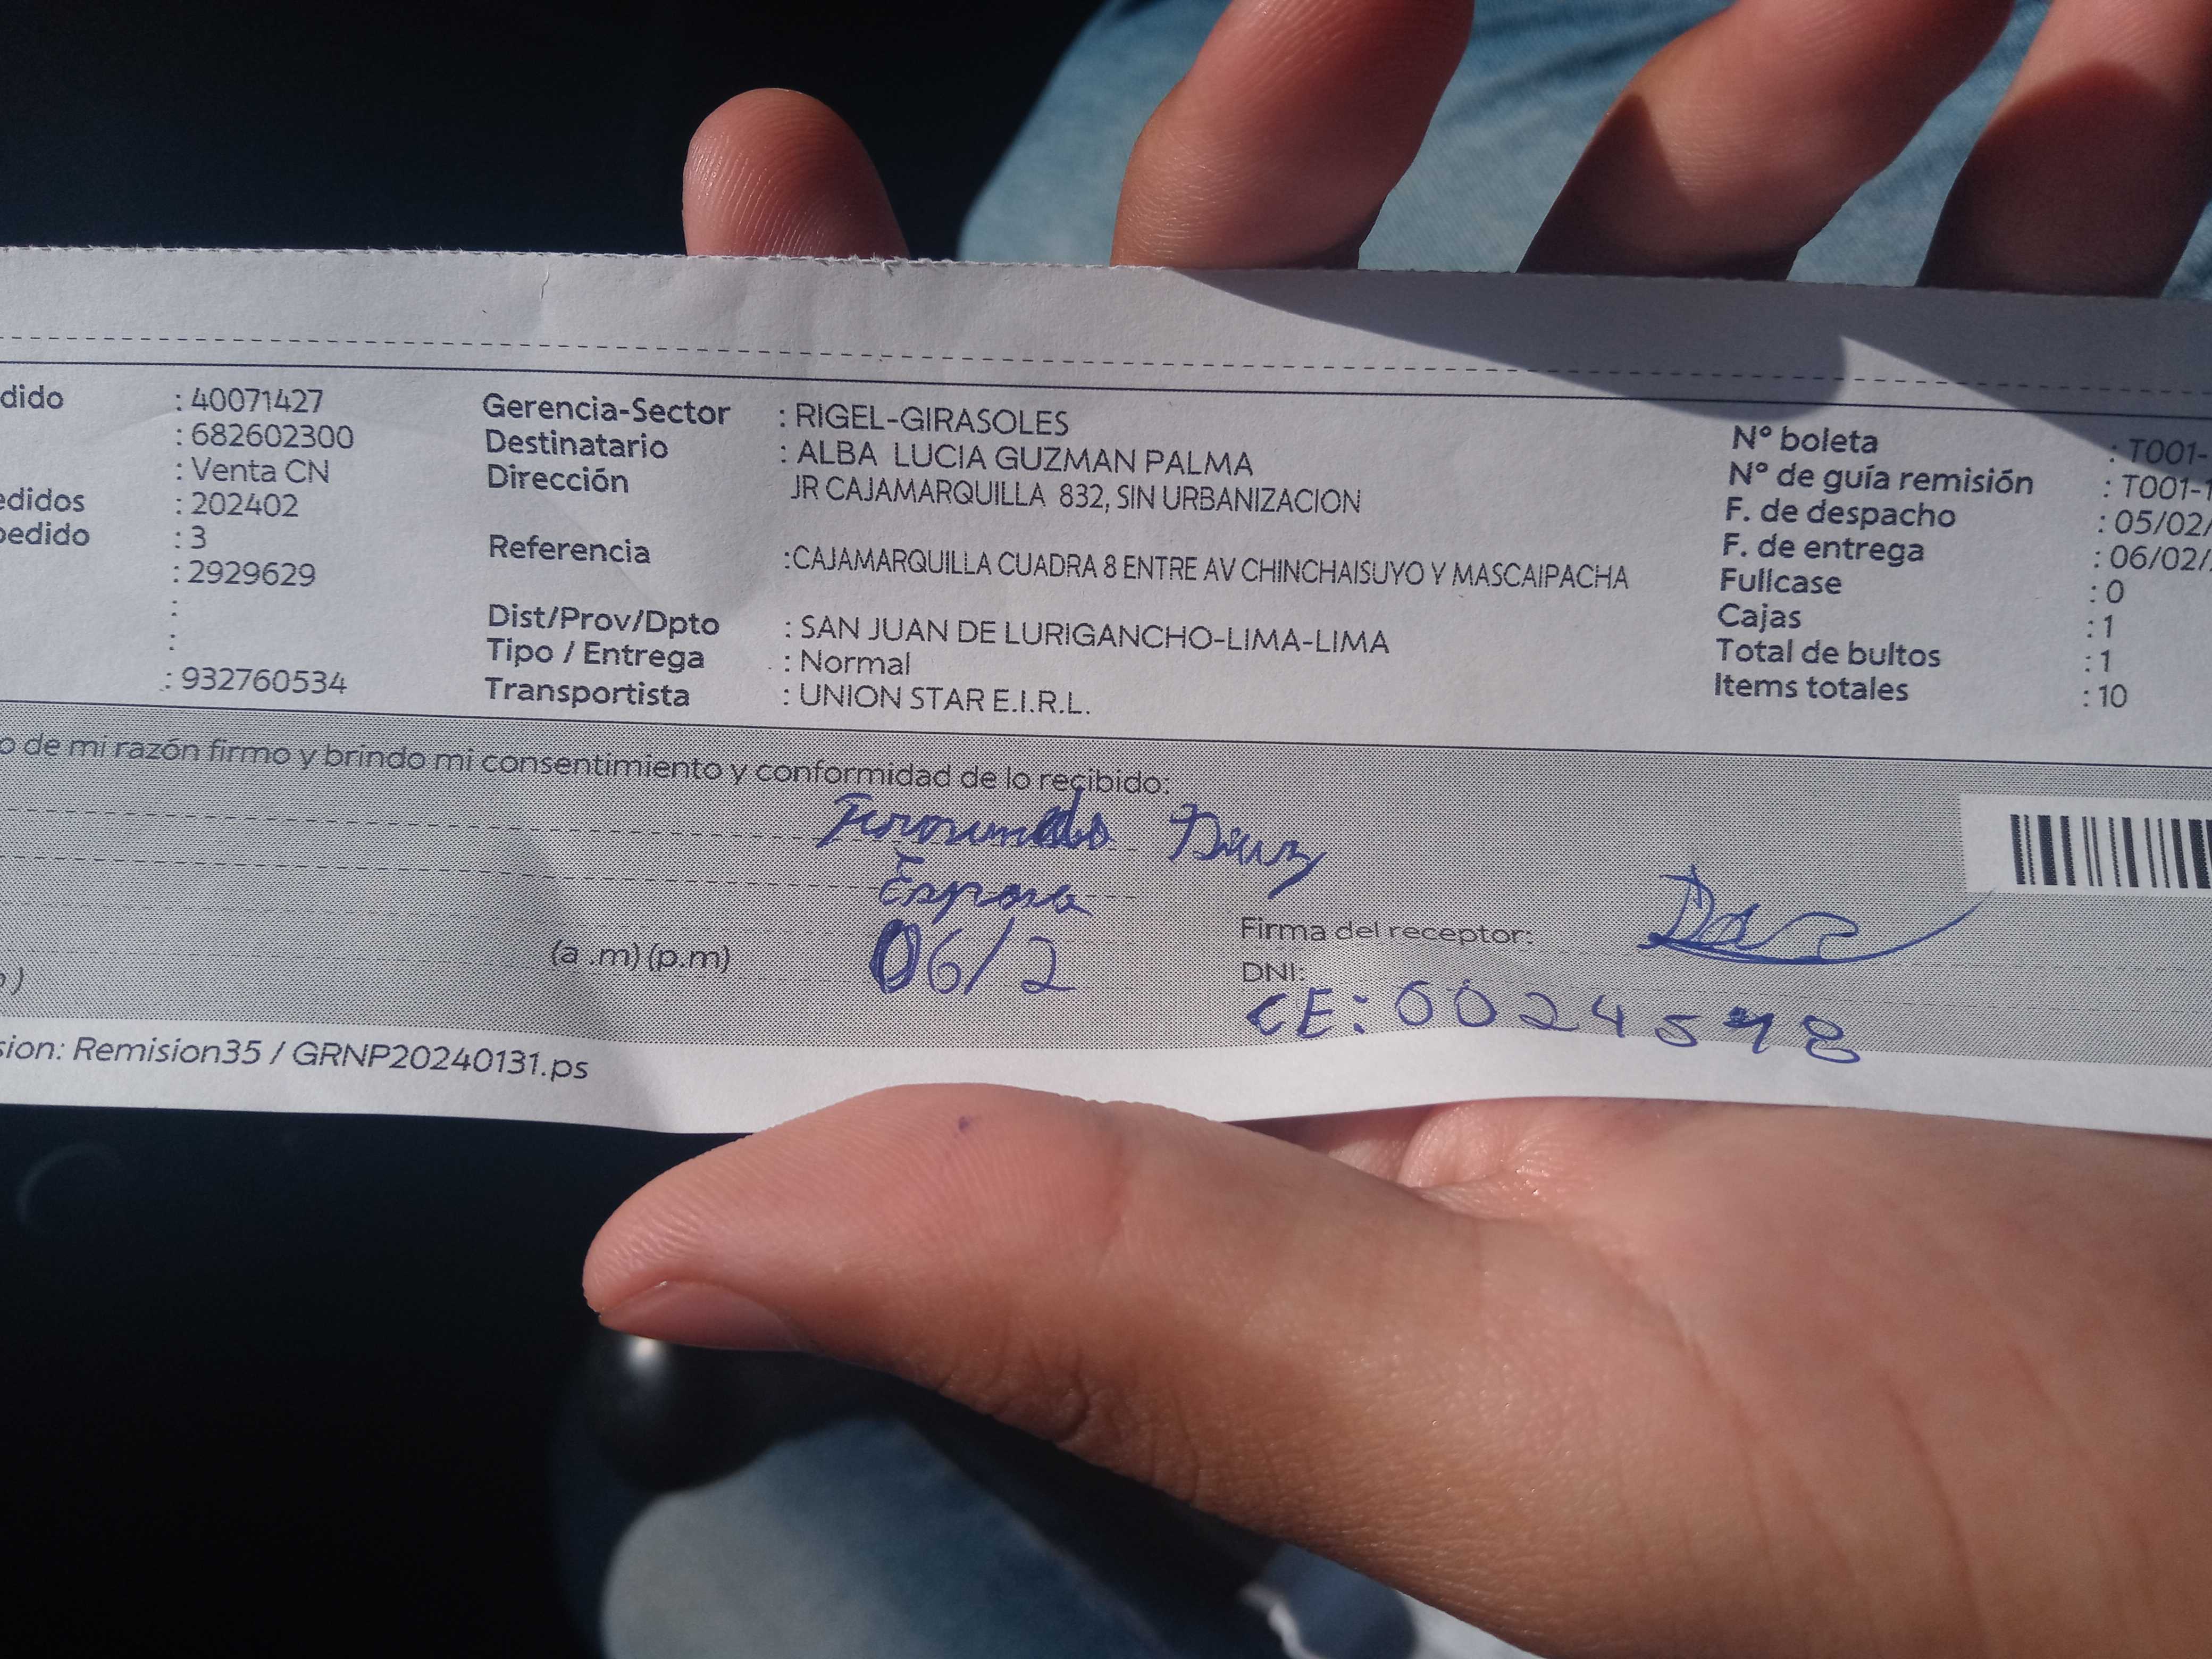 dido : 40071427
: 682602300
: Venta CN
edidos : 202402
pedido : 3
: 2929629
:
:
: 932760534
Gerencia-Sector : RIGEL-GIRASOLES
Destinatario : ALBA LUCIA GUZMAN PALMA
Dirección JR CAJAMARQUILLA 832, SIN URBANIZACION
Referencia :CAJAMARQUILLA CUADRA 8 ENTRE AV CHINCHAISUYO Y MASCAIPACHA
Dist/Prov/Dpto : SAN JUAN DE LURIGANCHO-LIMA-LIMA
Tipo / Entrega : Normal
Transportista : UNION STAR E.I.R.L.
Nº boleta : T001-
Nº de guía remisión : T001-1
F. de despacho : 05/02/
F. de entrega : 06/02/
Fullcase : 0
Cajas : 1
Total de bultos : 1
Items totales : 10
o de mi razón firmo y brindo mi consentimiento y conformidad de lo recibido:
(a .m) (p.m) 06/2
Firma del receptor:
DNI:
CE: 0024598
sion: Remision35 / GRNP20240131.ps